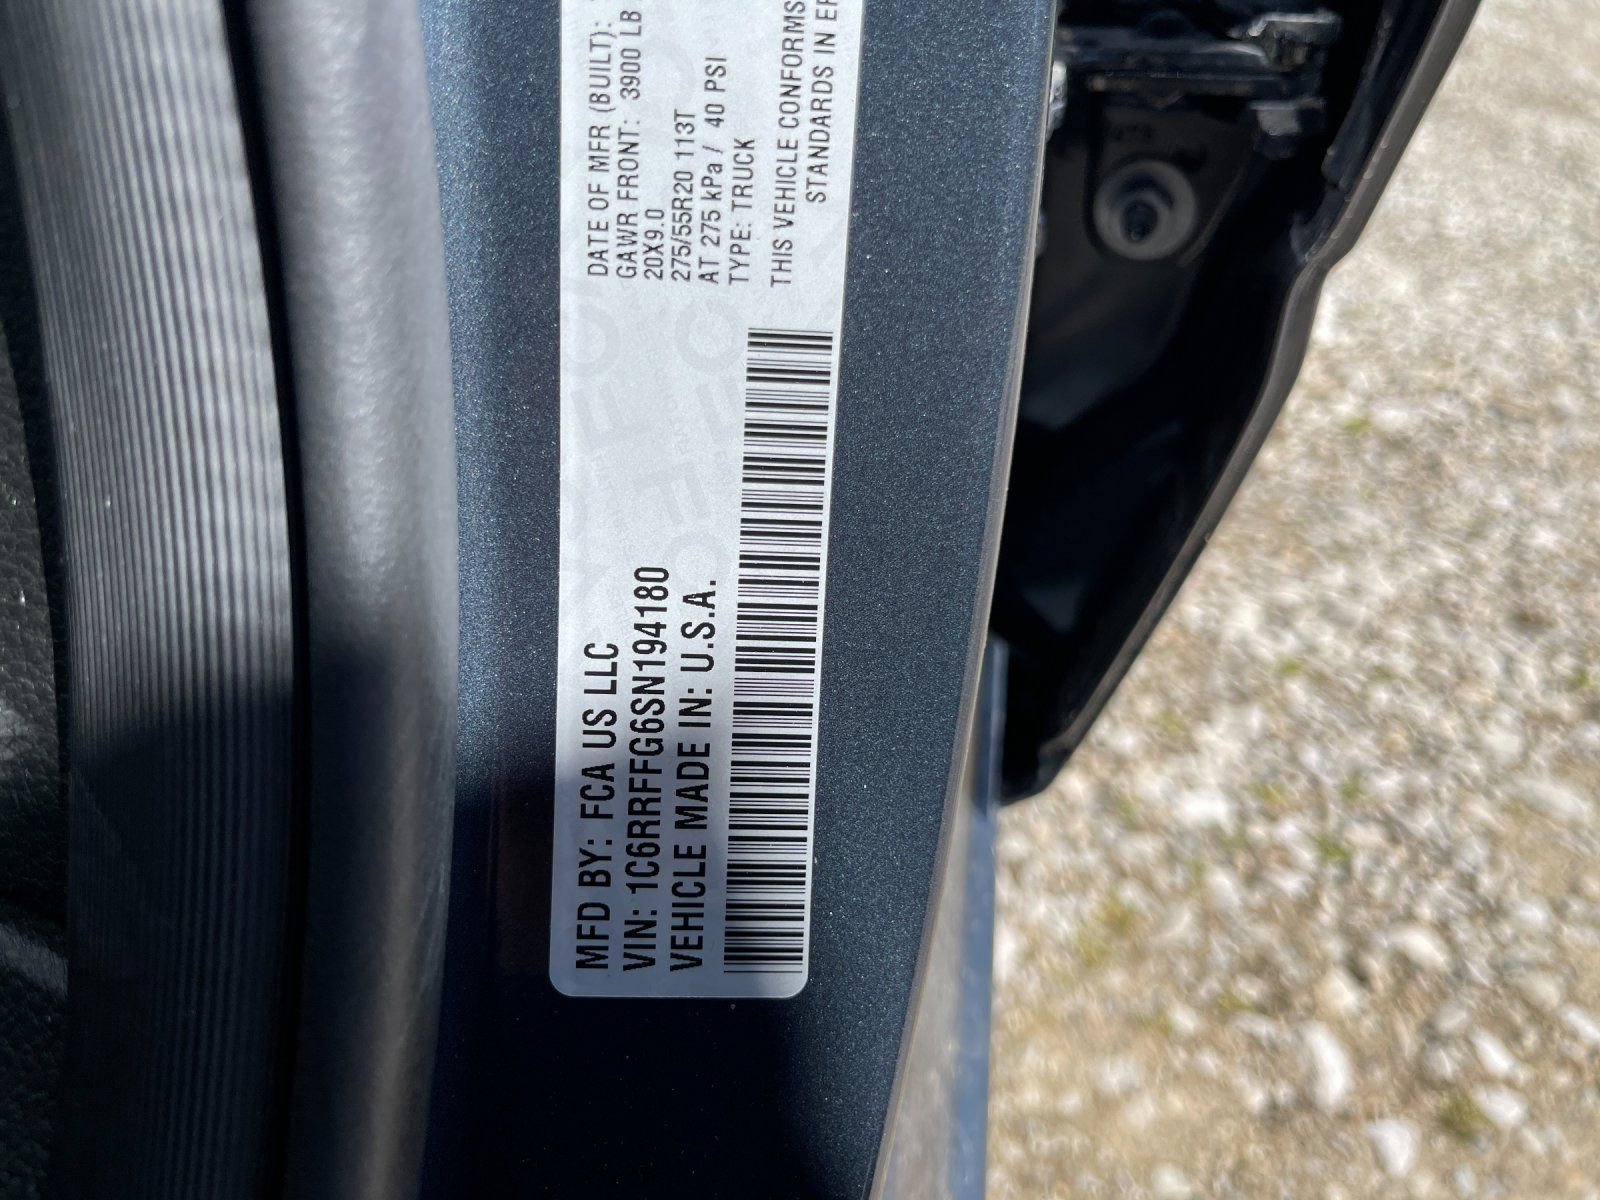 MFD BY: FCA US LLC
VIN: 1C6RRFFG6SN194180
VEHICLE MADE IN: U.S.A.
DATE OF MFR (BUILT):
GAWR FRONT: 3900 LB
20X9.0
275/55R20 113T
AT 275 kPa / 40 PSI
TYPE: TRUCK
THIS VEHICLE CONFORMS
STANDARDS IN